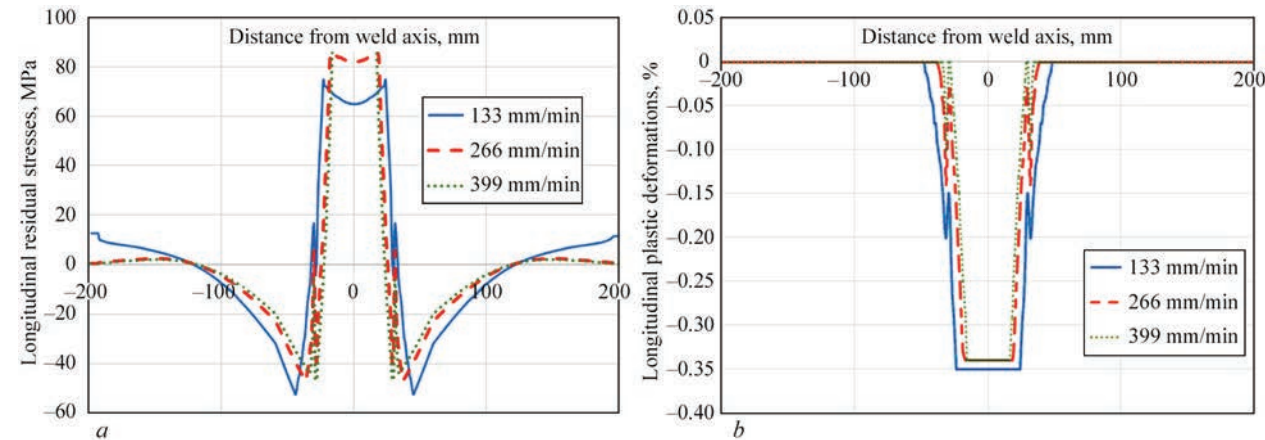 Longitudinal residual stresses, MPa
100
80
60
40
20
0
–20
–40
–60
Distance from weld axis, mm
133 mm/min
266 mm/min
399 mm/min
–200
–100
0
100
200
a
Longitudinal plastic deformations, %
0.05
0
–0.05
–0.10
–0.15
–0.20
–0.25
–0.30
–0.35
–0.40
Distance from weld axis, mm
–200
–100
0
100
200
133 mm/min
266 mm/min
399 mm/min
b